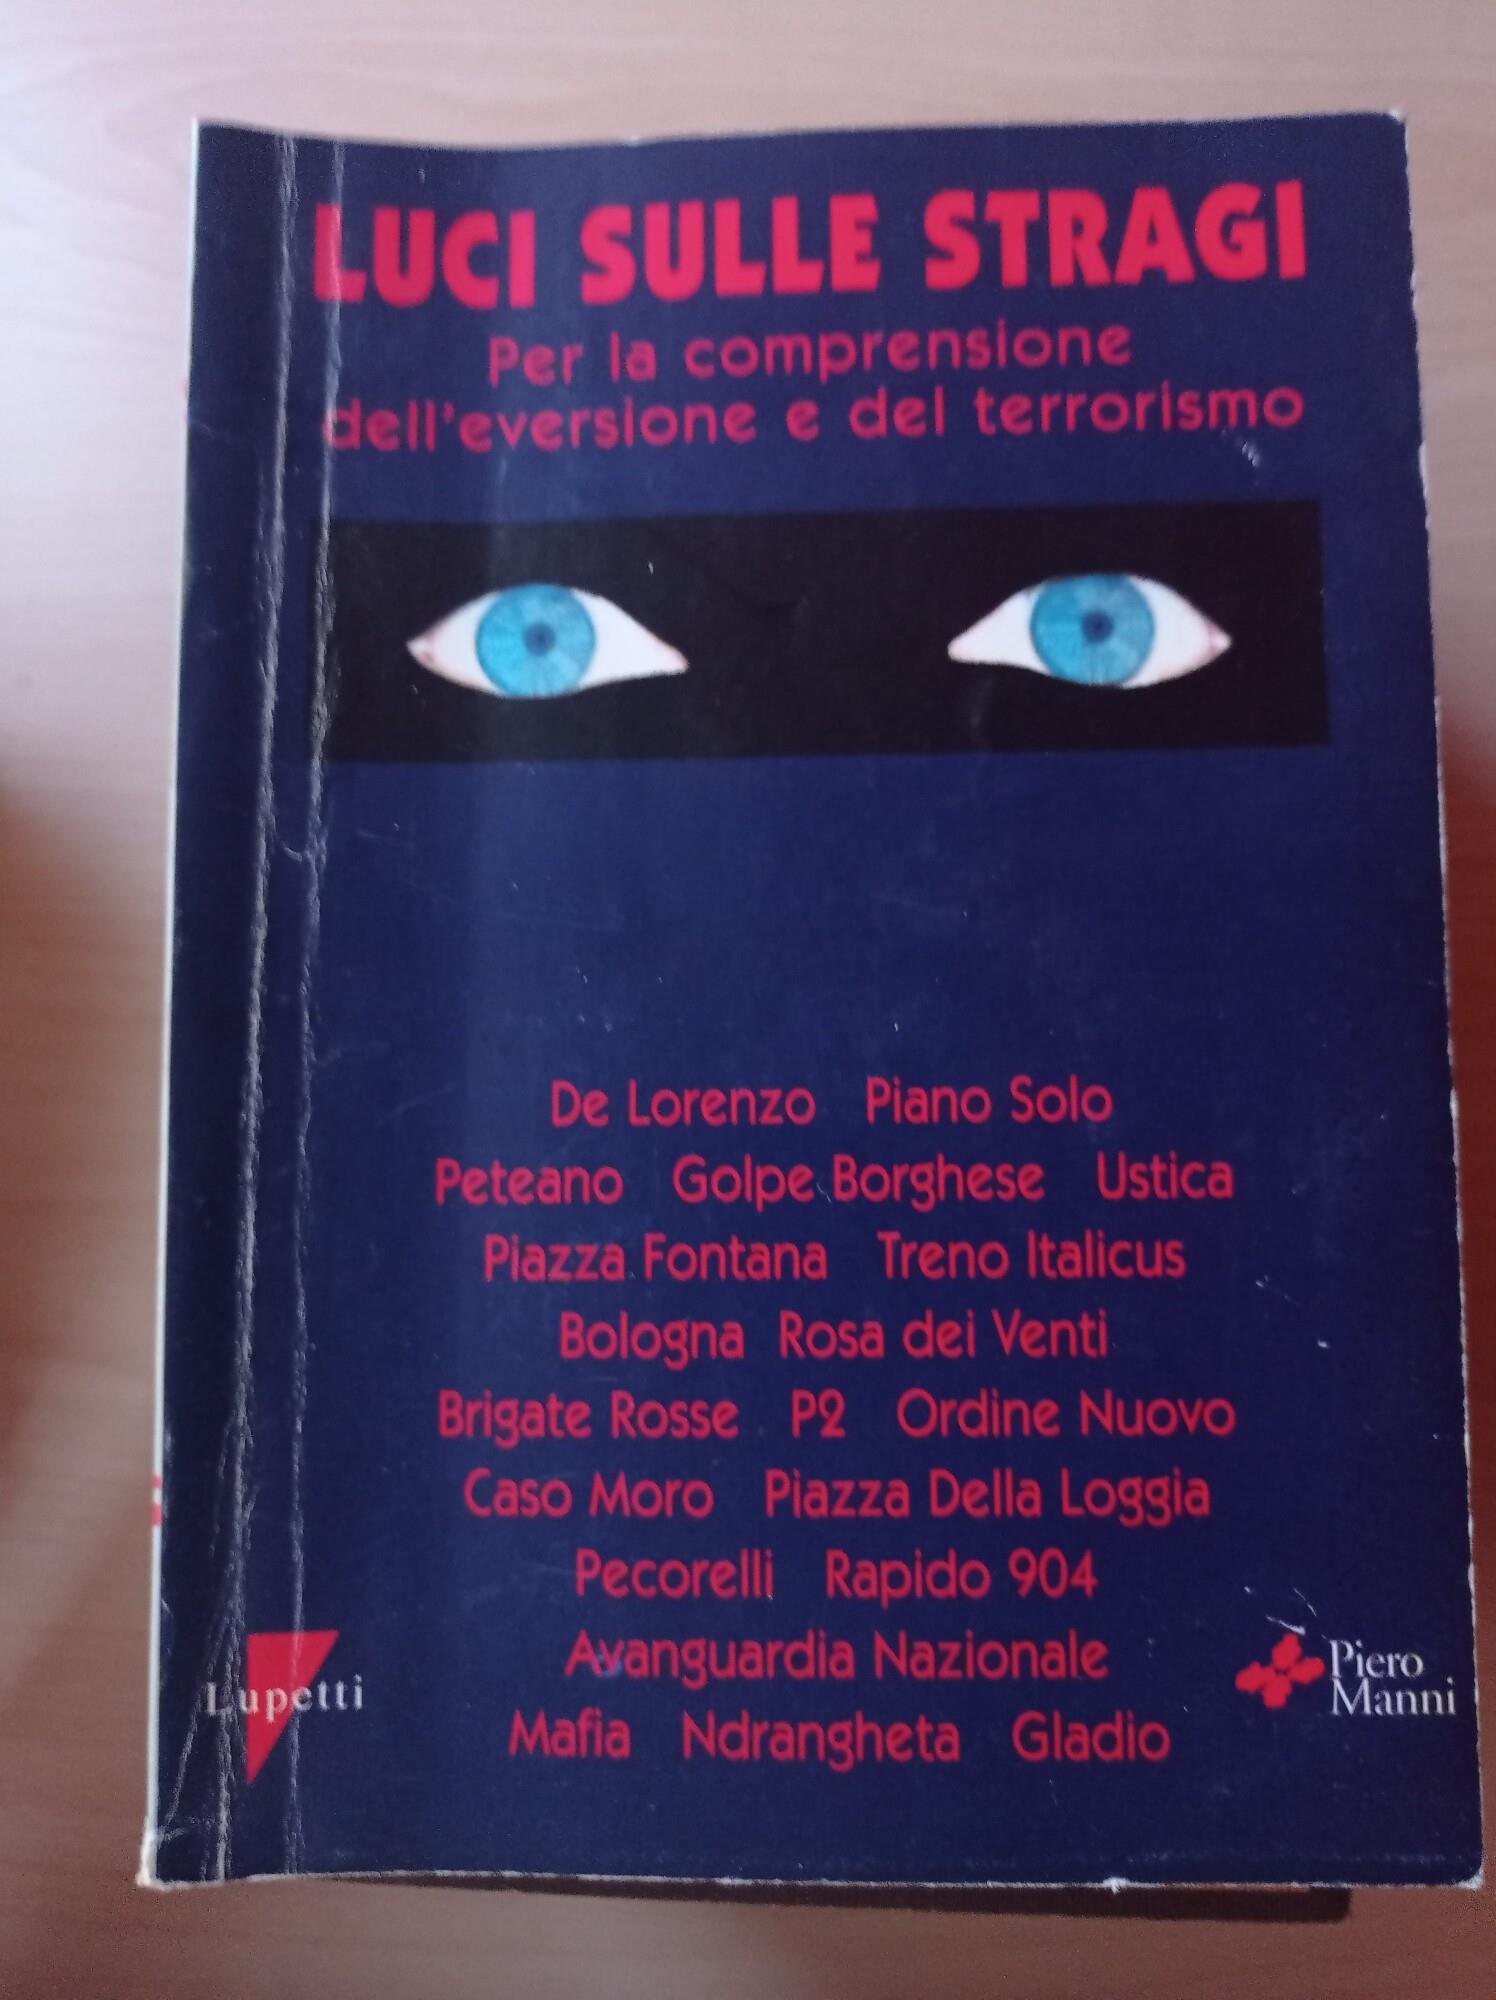 LUCI SULLE STRAGI
Per la comprensione
dell'eversione e del terrorismo
De Lorenzo Piano Solo
Peteano Golpe Borghese Ustica
Piazza Fontana Treno Italicus
Bologna Rosa dei Venti
Brigate Rosse P2 Ordine Nuovo
Caso Moro Piazza Della Loggia
Pecorelli Rapido 904
Avanguardia Nazionale
Mafia Ndrangheta Gladio
Lupetti
Piero
Manni